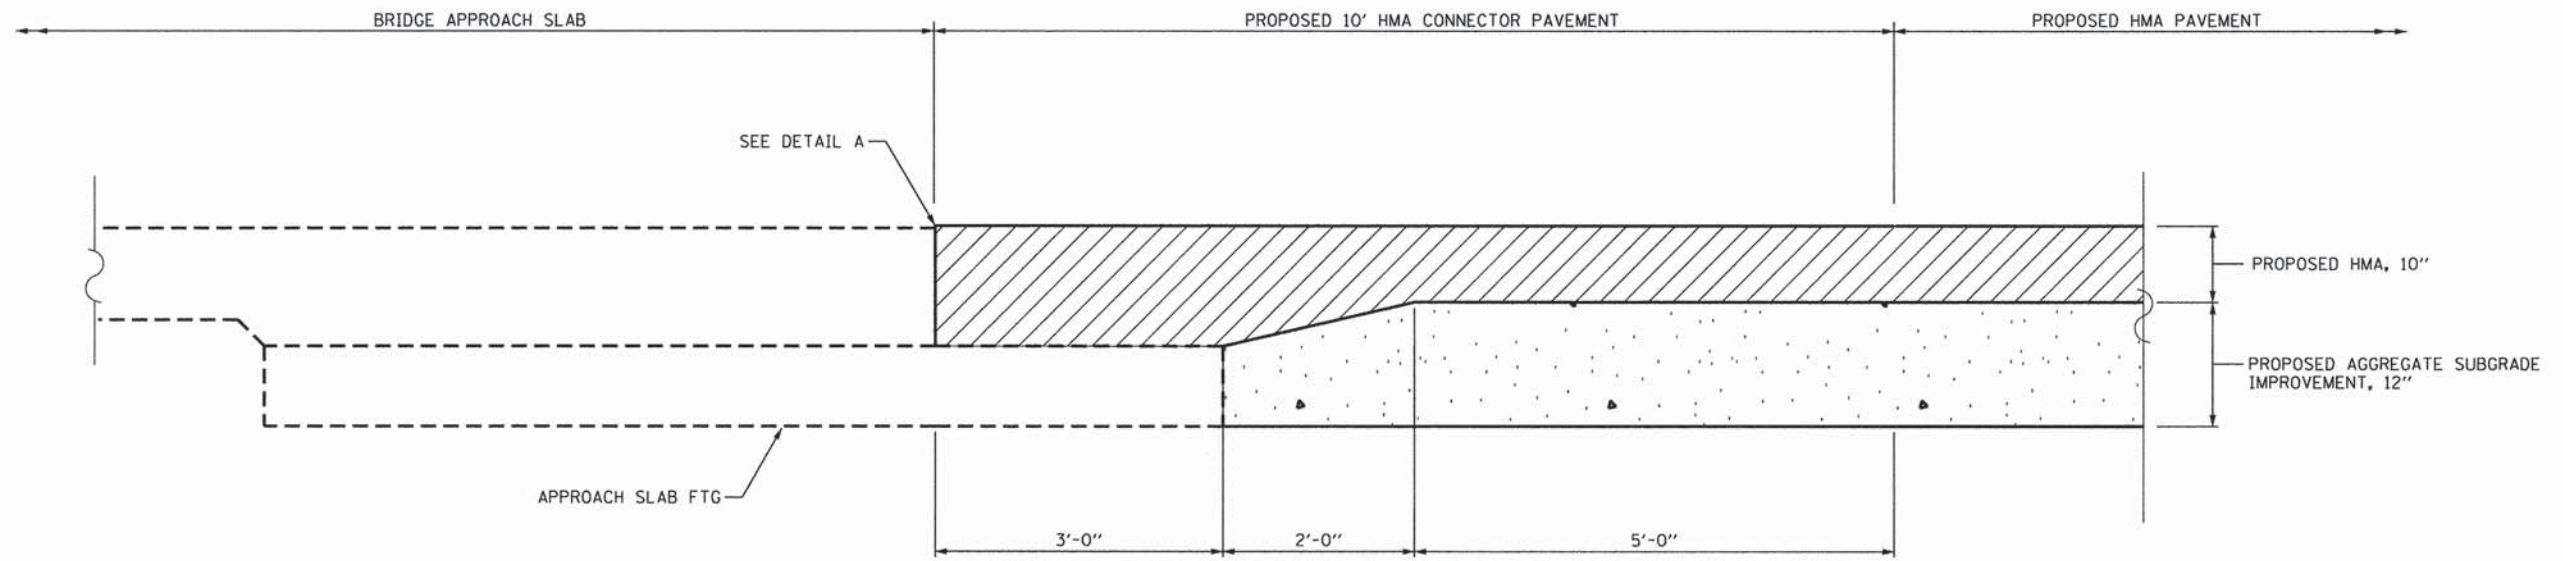 BRIDGE APPROACH SLAB
PROPOSED 10' HMA CONNECTOR PAVEMENT
PROPOSED HMA PAVEMENT
SEE DETAIL A
PROPOSED HMA, 10"
PROPOSED AGGREGATE SUBGRADE
IMPROVEMENT, 12"
APPROACH SLAB FTG
3'-0"
2'-0"
5'-0"